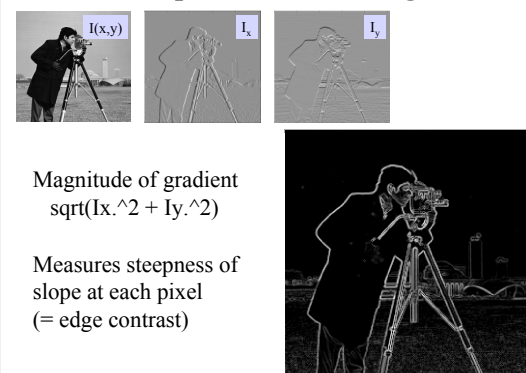 I(x,y)
Ix
Iy
Magnitude of gradient
sqrt(Ix.^2 + Iy.^2)
Measures steepness of
slope at each pixel
(= edge contrast)